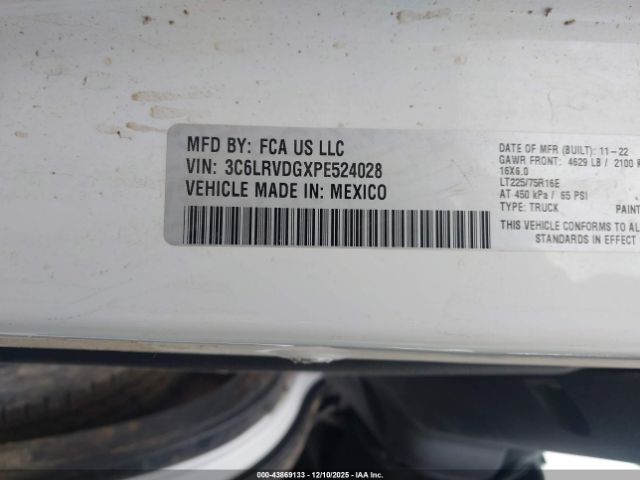 MFD BY: FCA US LLC
VIN: 3C6LRVDGXPE524028
VEHICLE MADE IN: MEXICO
DATE OF MFR (BUILT): 11-22
GAWR FRONT: 4629 LB / 2100
16X6.0
LT225/75R16E
AT 450 kPa / 65 PSI
TYPE: TRUCK PAINT
THIS VEHICLE CONFORMS TO
STANDARDS IN EFFECT
000-43869133 - 12/10/2025 - IAA Inc.